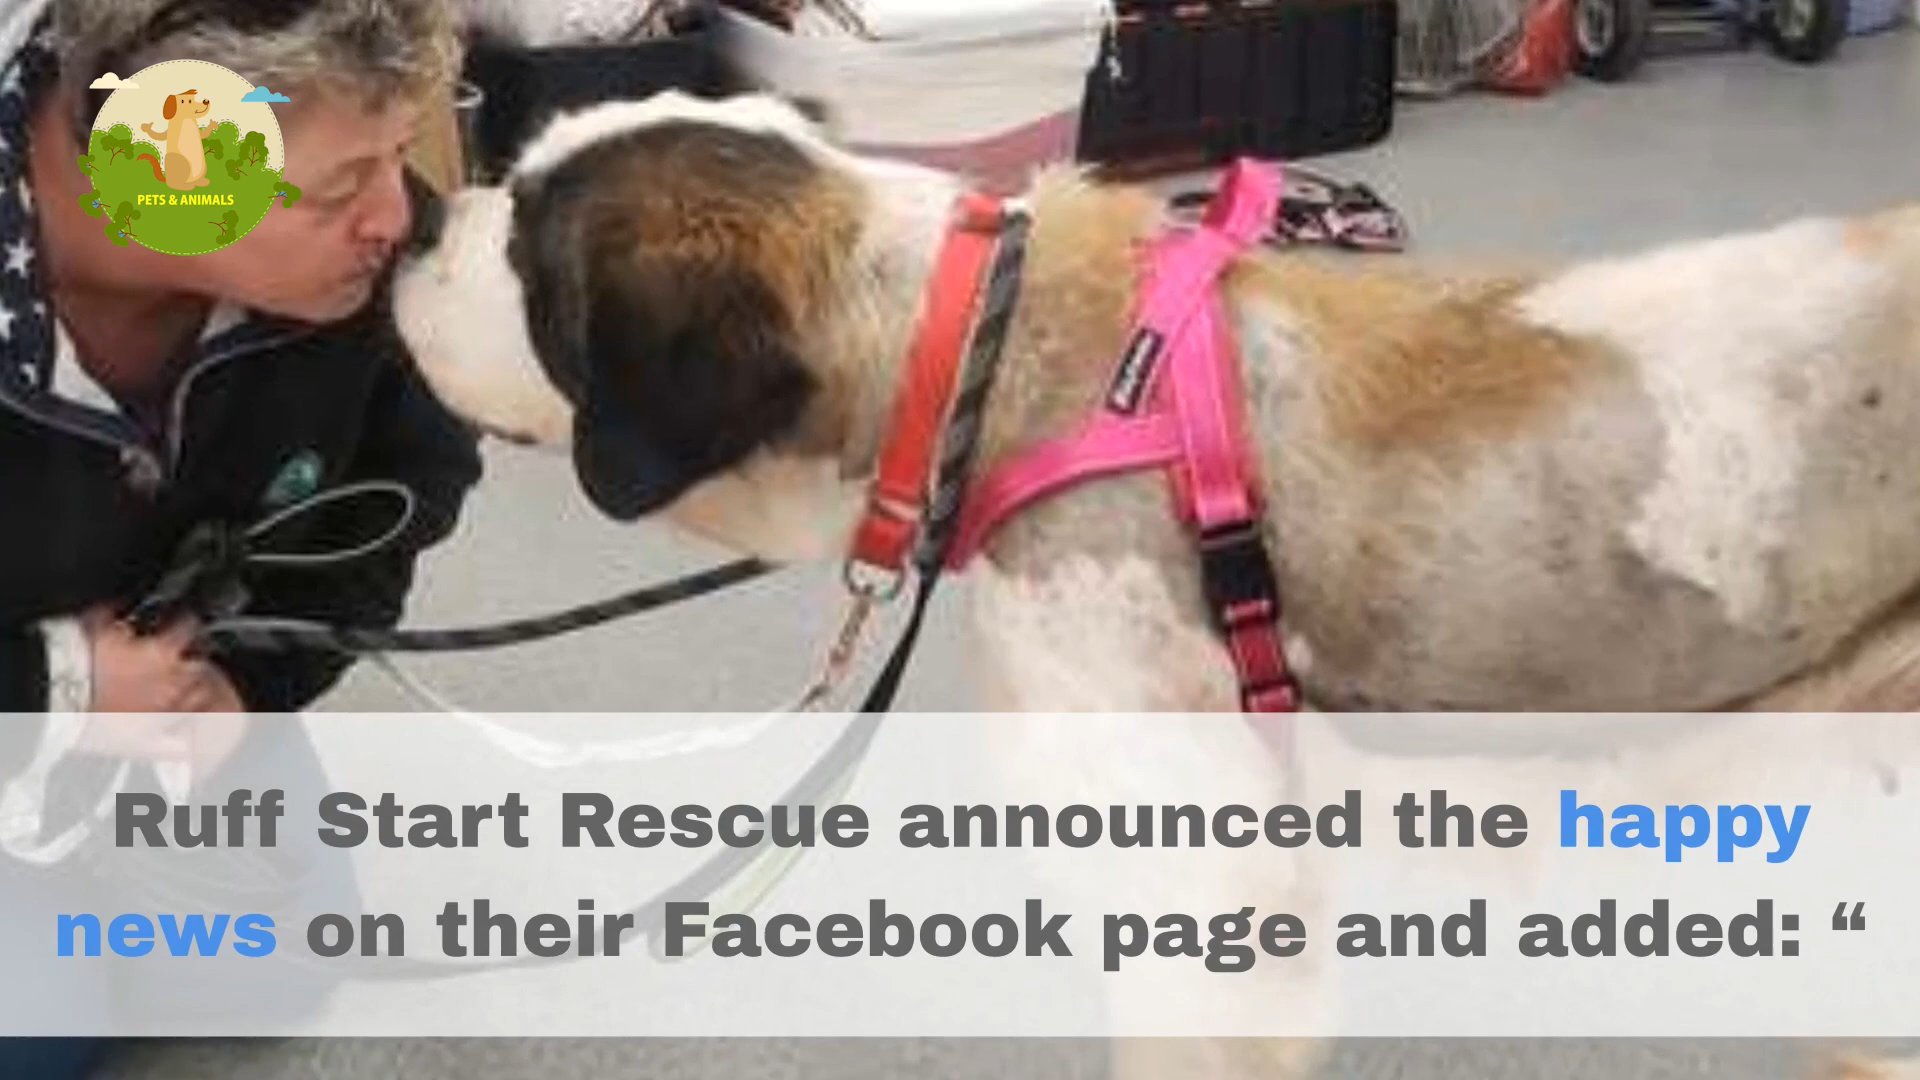 PETS & ANIMALS
Ruff Start Rescue announced the happy
news on their Facebook page and added: “